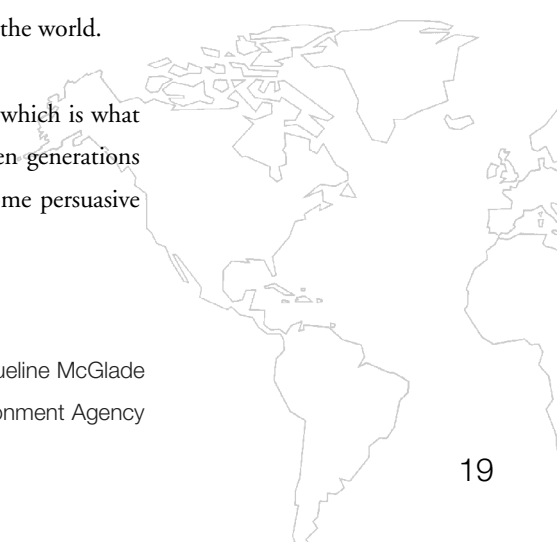 the world.
which is what
en generations
me persuasive
ueline McGlade
onment Agency
19